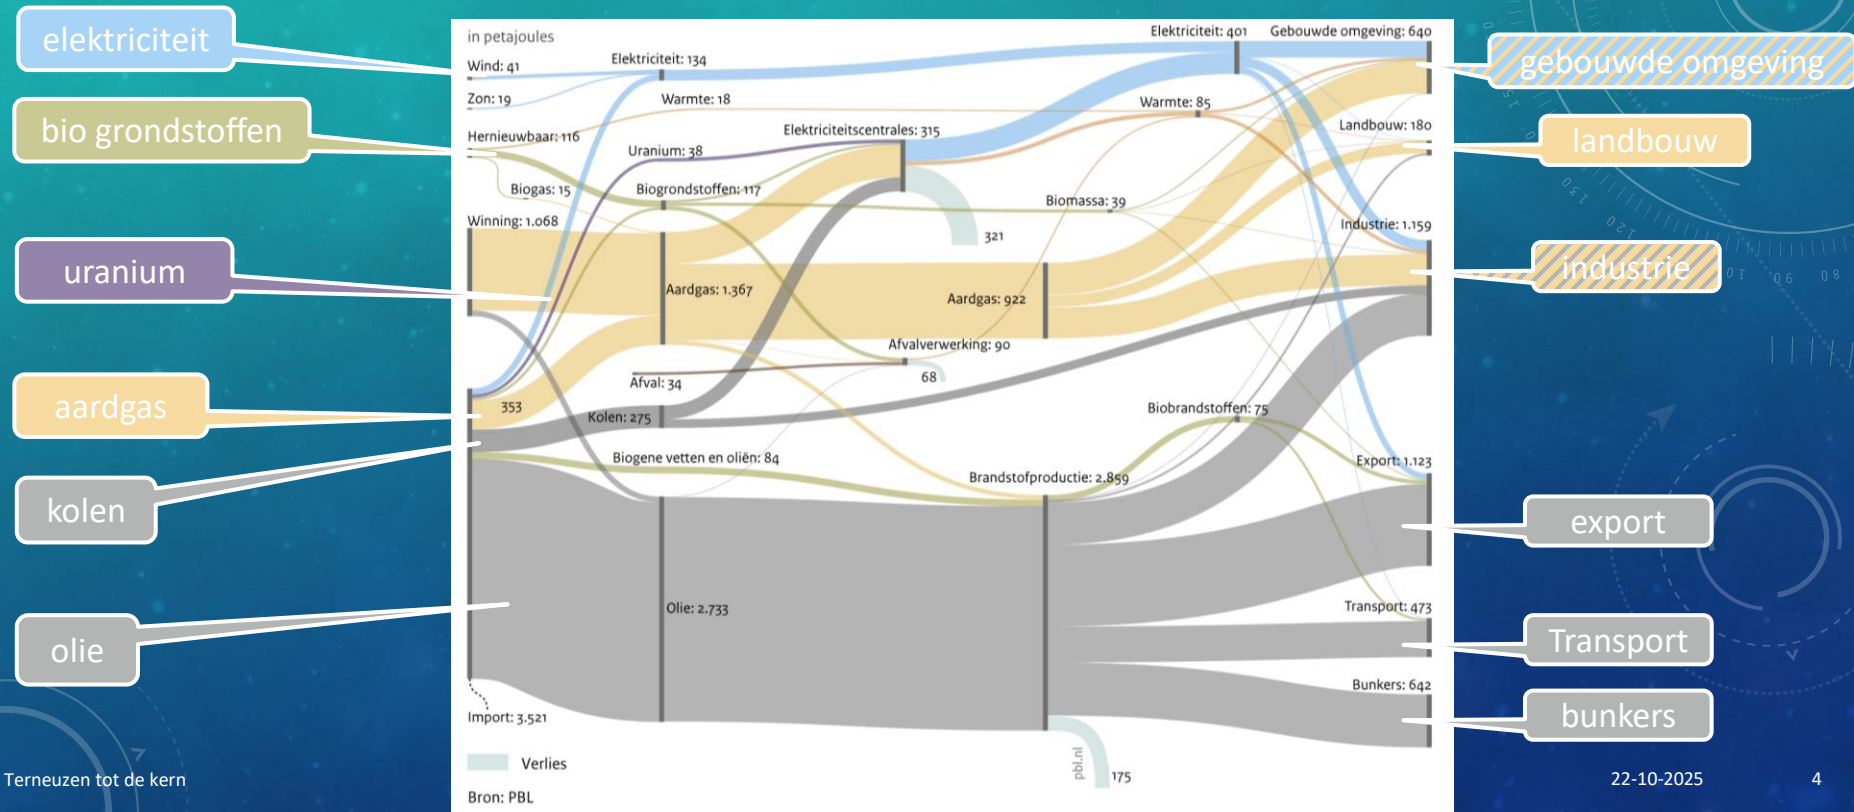 elektriciteit
bio grondstoffen
uranium
aardgas
kolen
olie
in petajoules
Wind: 41
Elektriciteit: 134
Elektriciteit: 401
Gebouwde omgeving: 640
Zon: 19
Warmte: 18
Warmte: 85
Hernieuwbaar: 116
Elektriciteitscentrales: 315
Landbouw: 180
Uranium: 38
Biogas: 15
Biogrondstoffen: 117
Biomassa: 39
Winning: 1.068
321
Industrie: 1.159
Aardgas: 1.367
Aardgas: 922
Afvalverwerking: 90
Afval: 34
68
353
Kolen: 275
Biobrandstoffen: 75
Biogene vetten en oliën: 84
Brandstofproductie: 2.859
Export: 1.123
Olie: 2.733
Transport: 473
Bunkers: 642
Import: 3.521
Verlies
pbl.nl
175
Bron: PBL
gebouwde omgeving
landbouw
industrie
export
Transport
bunkers
Terneuzen tot de kern
22-10-2025
4